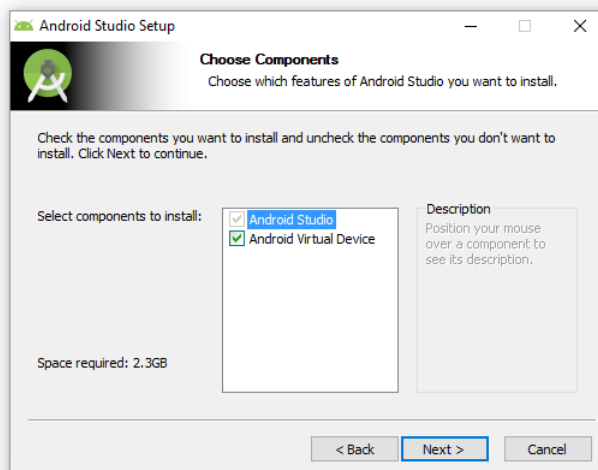 Android Studio Setup
Choose Components
Choose which features of Android Studio you want to install.
Check the components you want to install and uncheck the components you don't want to
install. Click Next to continue.
Select components to install:
Android Studio
Android Virtual Device
Description
Position your mouse
over a component to
see its description.
Space required: 2.3GB
< Back
Next >
Cancel